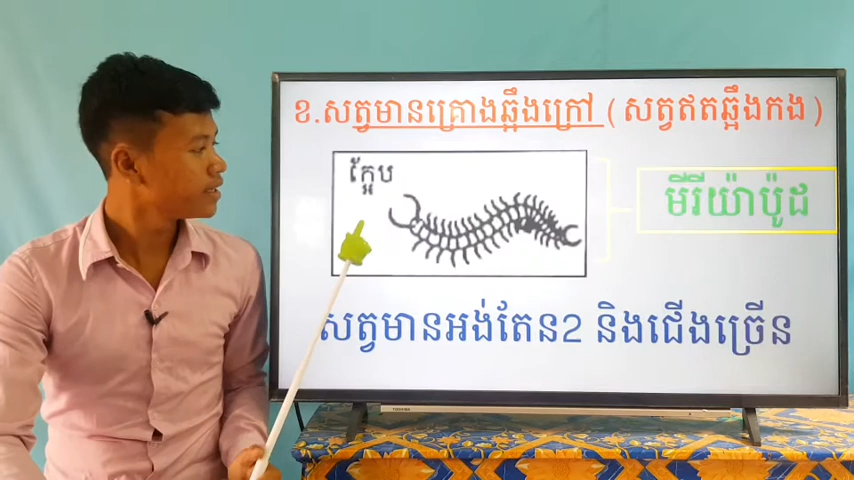 ខ.សត្វមានគ្រោងឆ្អឹងក្រៅ (សត្វឥតឆ្អឹងកង)
ក្អែប
មីរីយ៉ាប៉ូដ
សត្វមានអង់តែន2 និងជើងច្រើន
TOSHIBA